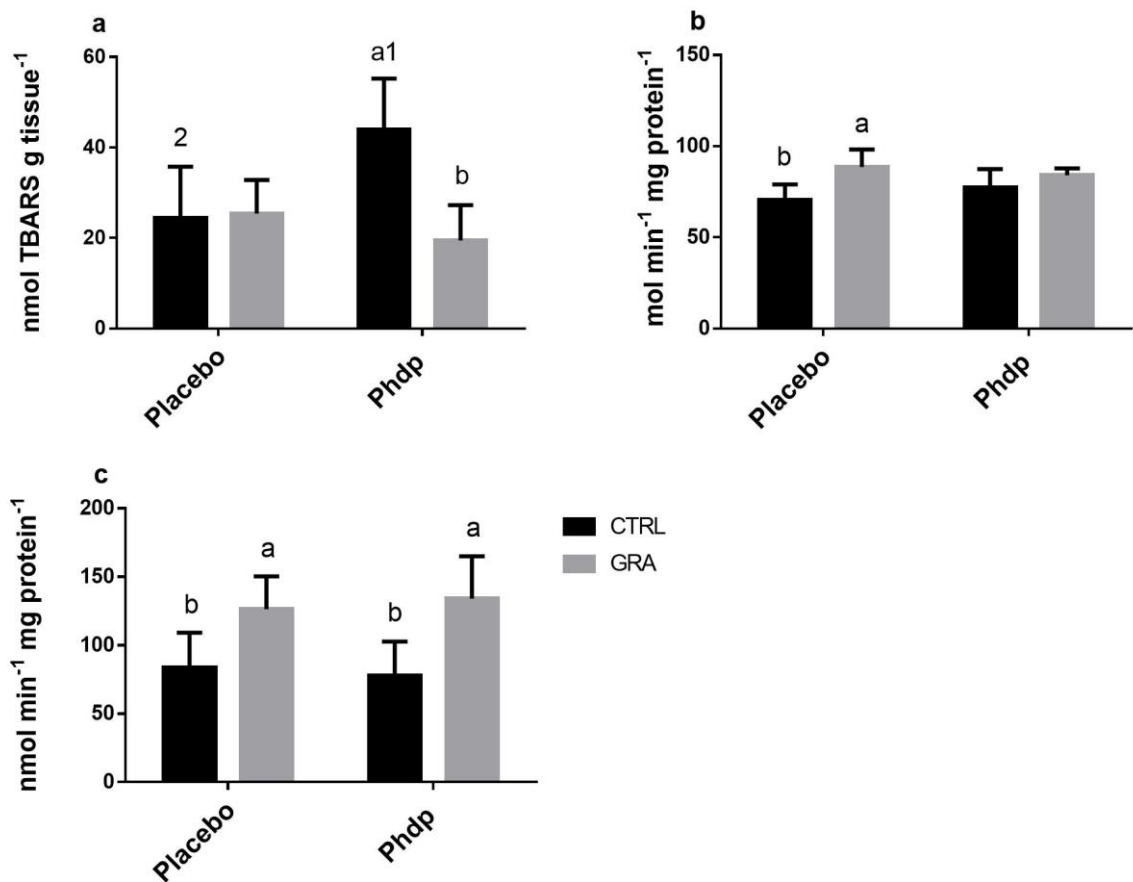 a
nmol TBARS g tissue⁻¹
60
40
20
0
2
a1
b
Placebo
Phdp
b
mol min⁻¹ mg protein⁻¹
150
100
50
0
b
a
Placebo
Phdp
c
nmol min⁻¹ mg protein⁻¹
200
150
100
50
0
b
a
b
a
Placebo
Phdp
CTRL
GRA